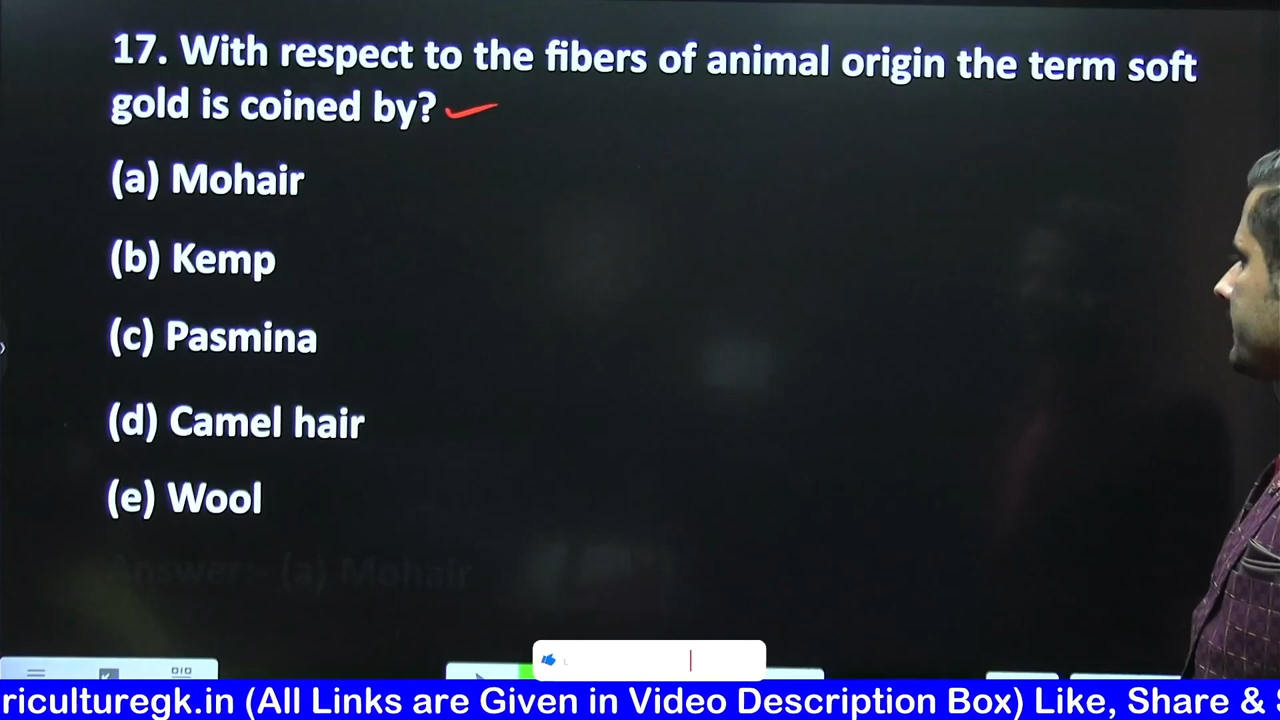 17. With respect to the fibers of animal origin the term soft
gold is coined by?
(a) Mohair
(b) Kemp
(c) Pasmina
(d) Camel hair
(e) Wool
Answer:- (a) Mohair
riculturegk.in (All Links are Given in Video Description Box) Like, Share &